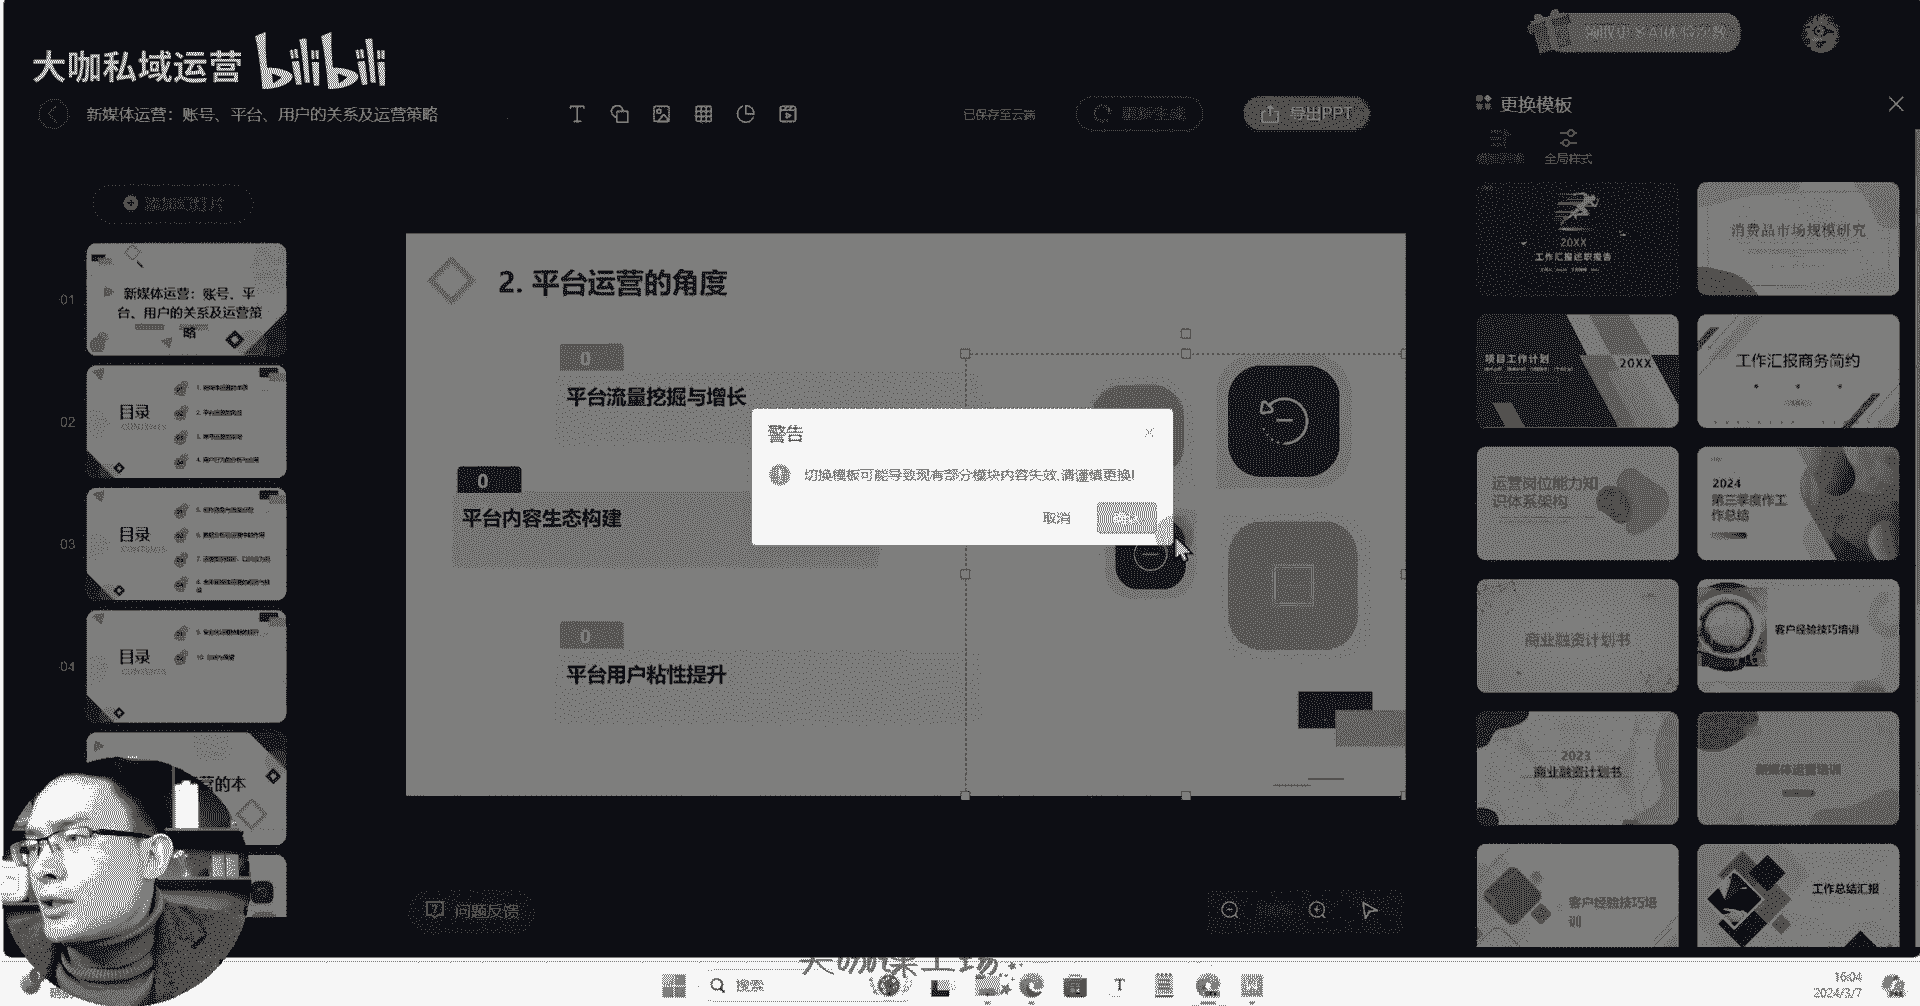 大咖私域运营 bilibili
新媒体运营：账号、平台、用户的关系及运营策略
已保存至云端
重新生成
导出PPT
更换模板
全局样式
添加幻灯片
01
新媒体运营：账号、平
台、用户的关系及运营策
略
02
目录
CONTENTS
03
目录
CONTENTS
04
目录
CONTENTS
营的本
2. 平台运营的角度
0
平台流量挖掘与增长
0
平台内容生态构建
0
平台用户粘性提升
警告
切换模板可能导致现有部分模块内容失效,请谨慎更换!
取消
20XX
工作汇报述职报告
消费品市场规模研究
项目工作计划
20XX
工作汇报商务简约
运营岗位能力知
识体系架构
2024
第三季度作工
作总结
商业融资计划书
客户经验技巧培训
2023
商业融资计划书
新媒体运营培训
客户经验技巧培
训
工作总结汇报
问题反馈
大咖课工场
搜索
16:04
2024/3/7